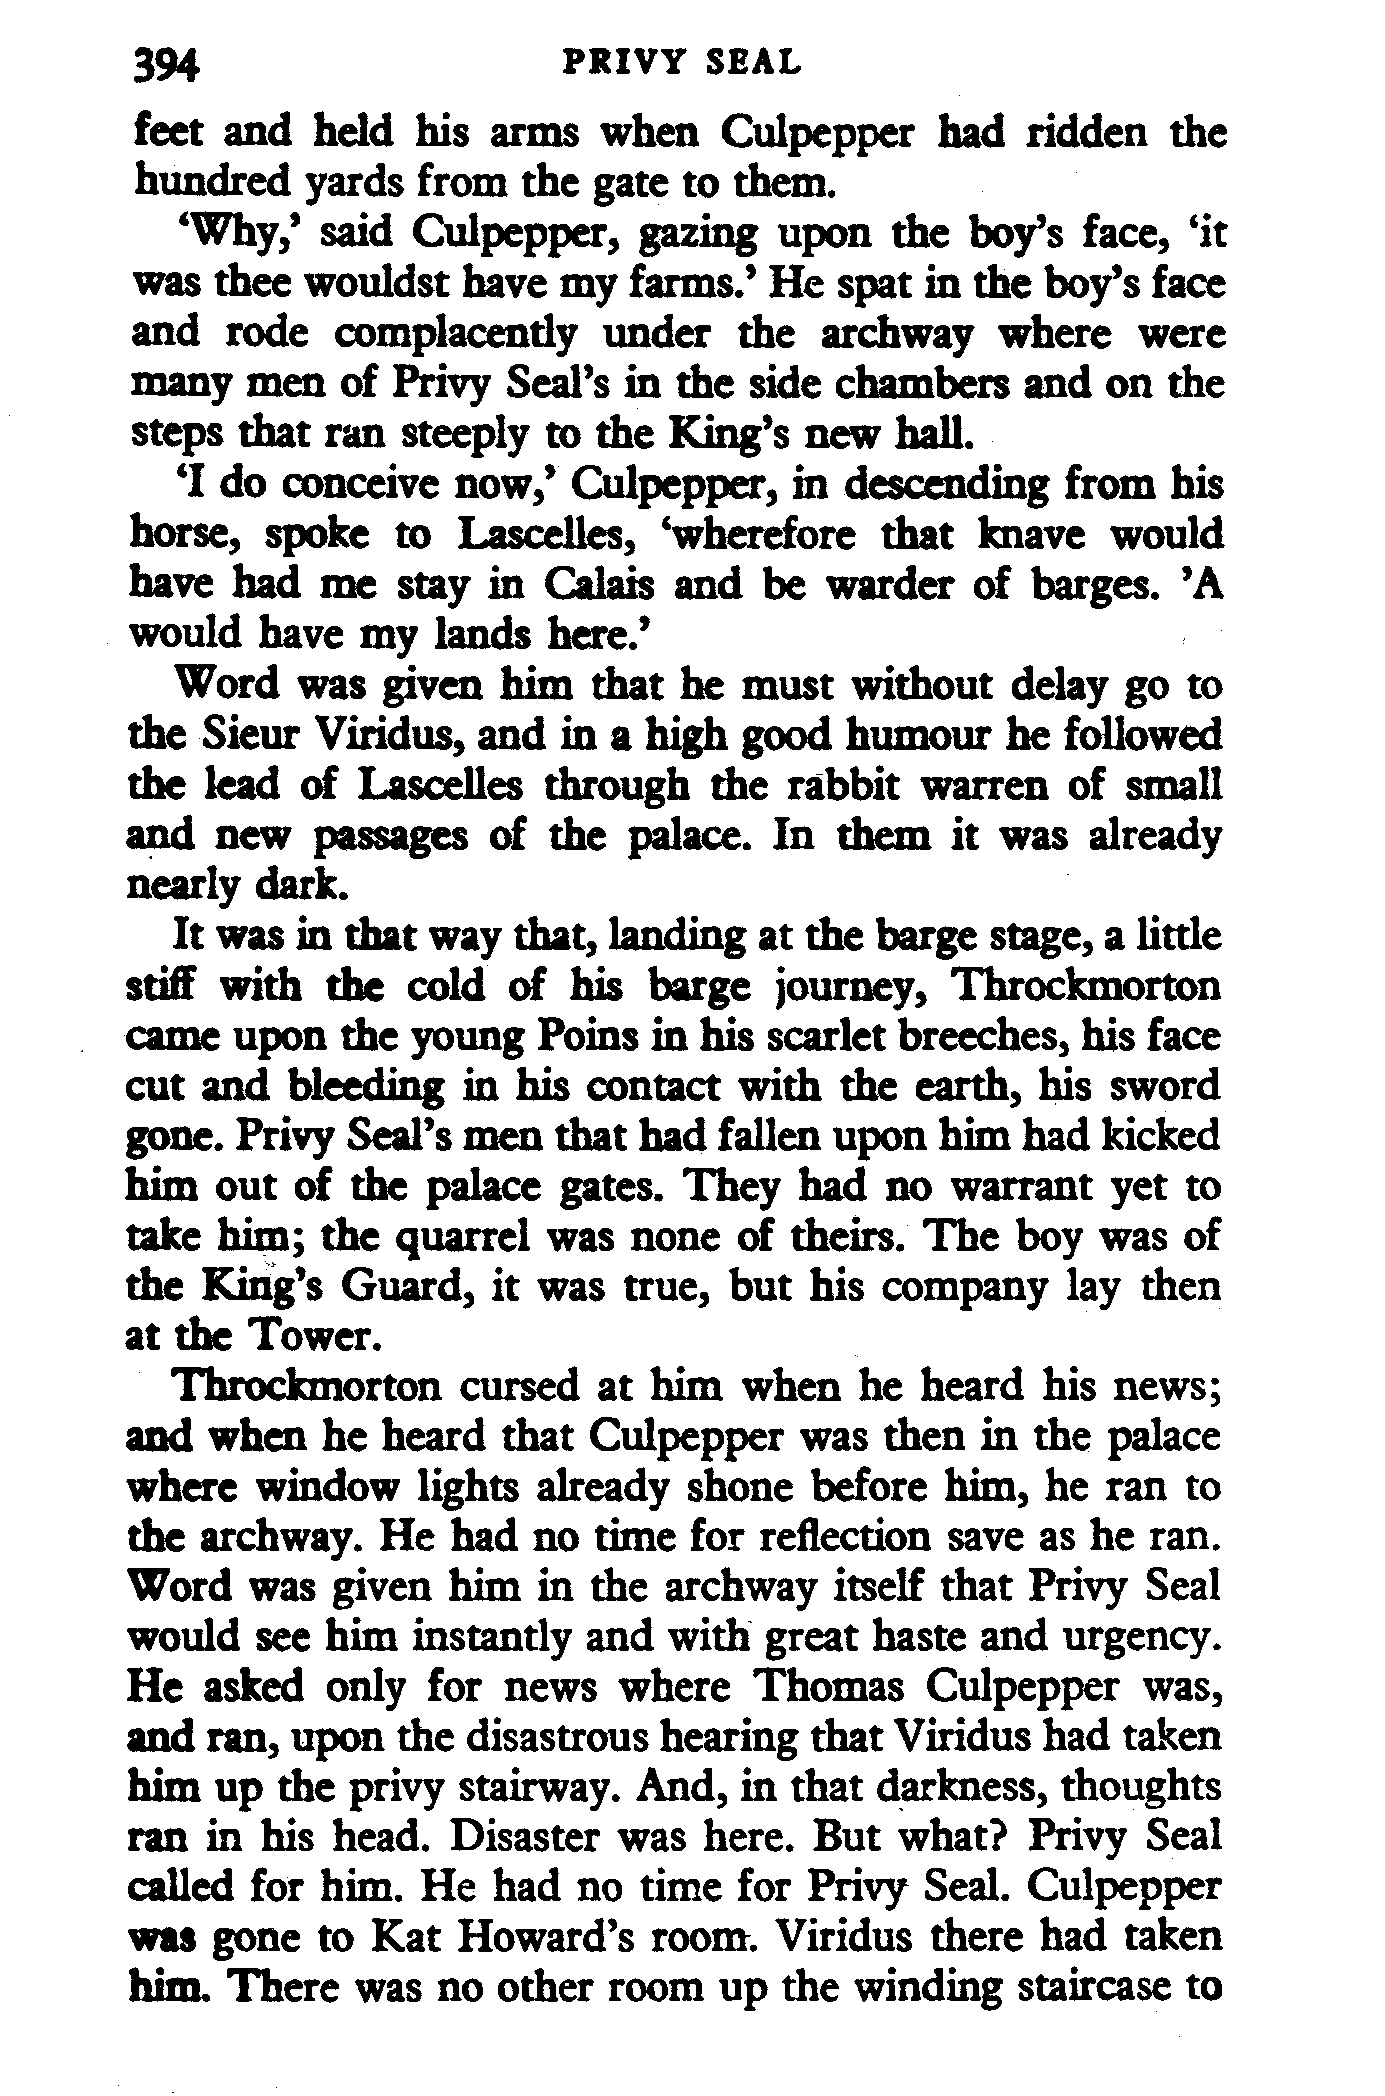 394 PRIVY SEAL
feet and held his arms when Culpepper had ridden the
hundred yards from the gate to them.
‘Why,’ said Culpepper, gazing upon the boy’s face, ‘it
was thee wouldst have my farms.’ He spat in the boy’s face
and rode complacently under the archway where were
many men of Privy Seal’s in the side chambers and on the
steps that ran steeply to the King’s new hall.
‘I do conceive now,’ Culpepper, in descending from his
horse, spoke to Lascelles, ‘wherefore that knave would
have had me stay in Calais and be warder of barges. ’A
would have my lands here.’
Word was given him that he must without delay go to
the Sieur Viridus, and in a high good humour he followed
the lead of Lascelles through the rabbit warren of small
and new passages of the palace. In them it was already
nearly dark.
It was in that way that, landing at the barge stage, a little
stiff with the cold of his barge journey, Throckmorton
came upon the young Poins in his scarlet breeches, his face
cut and bleeding in his contact with the earth, his sword
gone. Privy Seal’s men that had fallen upon him had kicked
him out of the palace gates. They had no warrant yet to
take him; the quarrel was none of theirs. The boy was of
the King’s Guard, it was true, but his company lay then
at the Tower.
Throckmorton cursed at him when he heard his news;
and when he heard that Culpepper was then in the palace
where window lights already shone before him, he ran to
the archway. He had no time for reflection save as he ran.
Word was given him in the archway itself that Privy Seal
would see him instantly and with great haste and urgency.
He asked only for news where Thomas Culpepper was,
and ran, upon the disastrous hearing that Viridus had taken
him up the privy stairway. And, in that darkness, thoughts
ran in his head. Disaster was here. But what? Privy Seal
called for him. He had no time for Privy Seal. Culpepper
was gone to Kat Howard’s room. Viridus there had taken
him. There was no other room up the winding staircase to